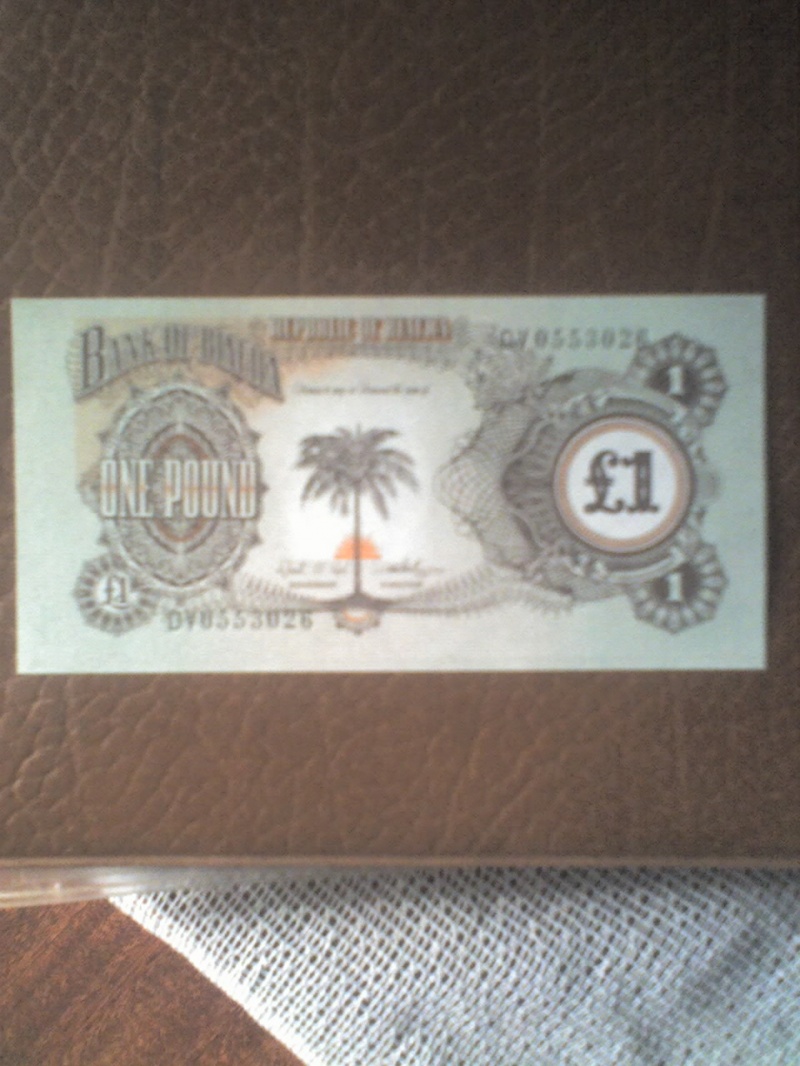 BANK OF BIAFRA
REPUBLIC OF BIAFRA
DV0553026
1
ONE POUND
£1
£1
1
DV0553026